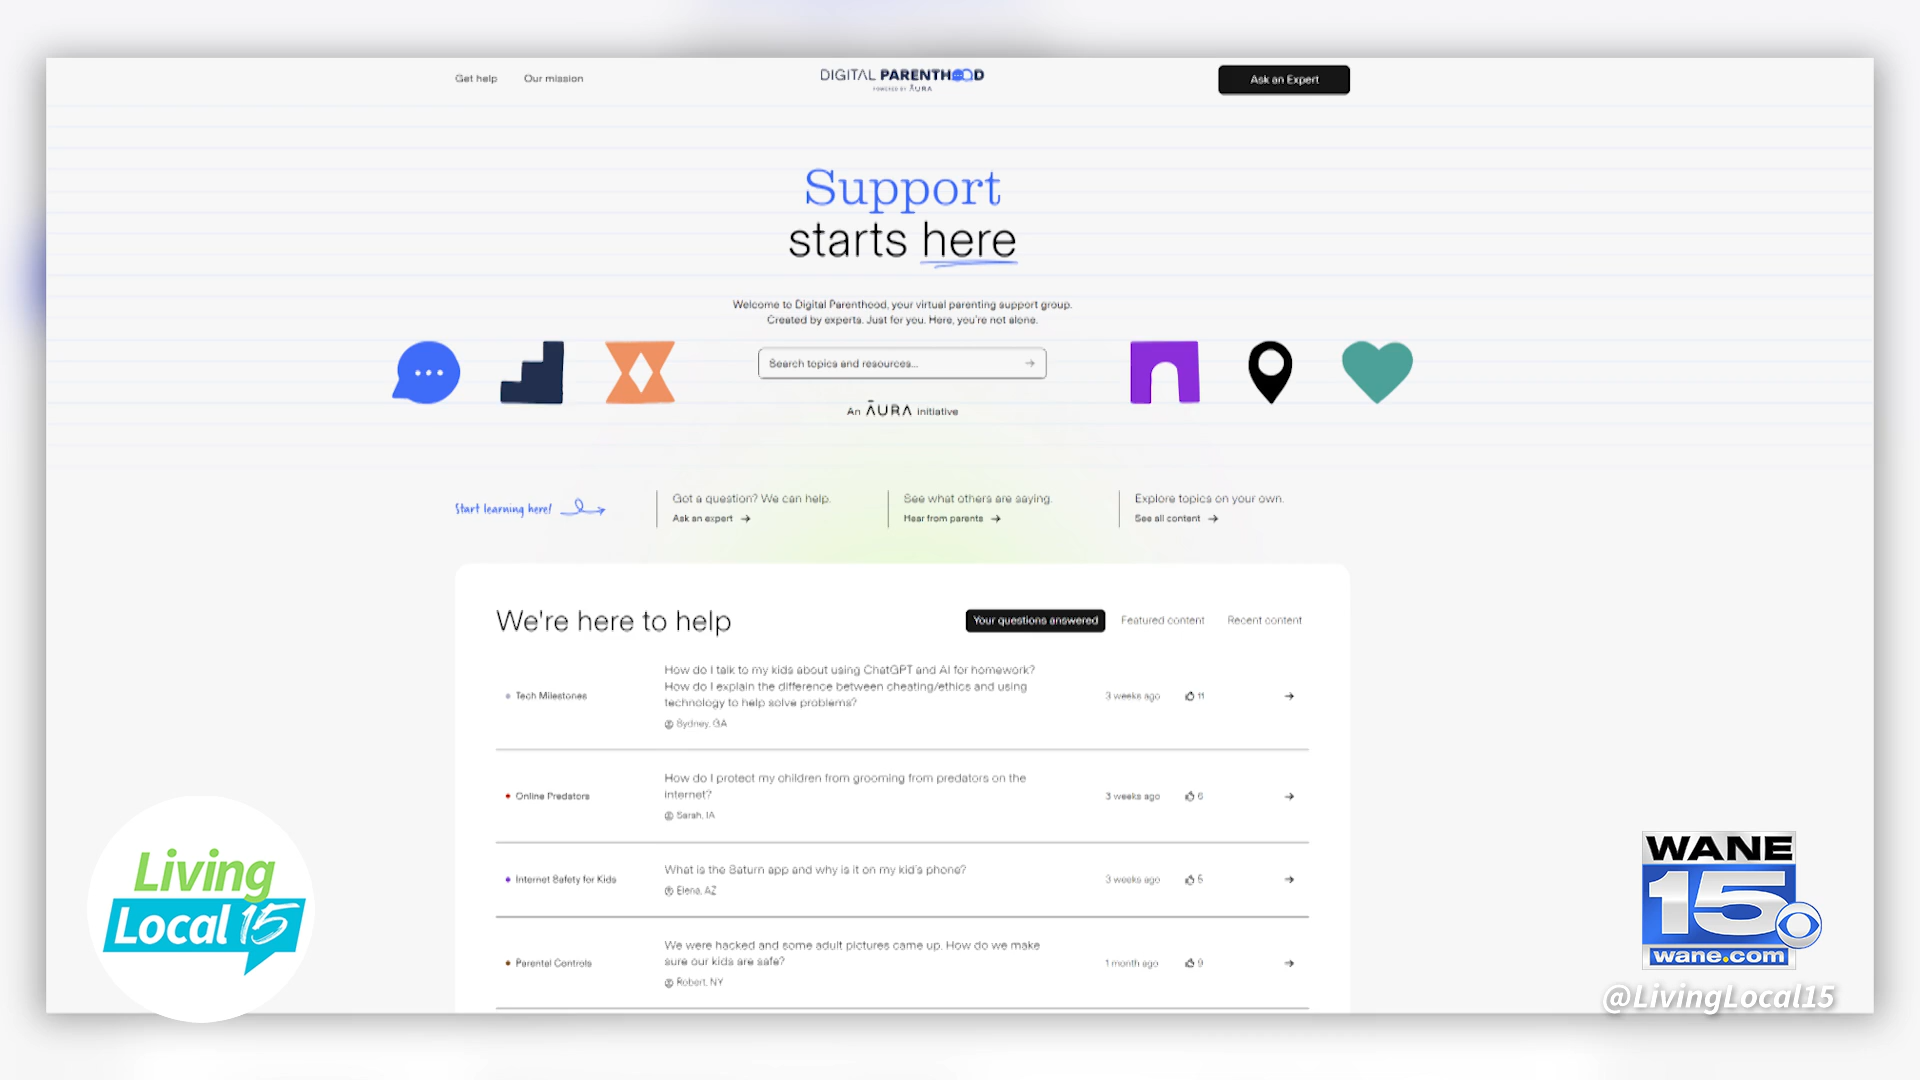 Get help
Our mission
DIGITAL PARENTHOOD
POWERED BY AURA
Ask an Expert
Support
starts here
Welcome to Digital Parenthood, your virtual parenting support group.
Created by experts. Just for you. Here, you're not alone.
Search topics and resources...
An AURA initiative
Start learning here!
Got a question? We can help.
Ask an expert →
See what others are saying.
Hear from parents →
Explore topics on your own.
See all content →
We're here to help
Your questions answered
Featured content
Recent content
Tech Milestones
How do I talk to my kids about using ChatGPT and AI for homework?
How do I explain the difference between cheating/ethics and using
technology to help solve problems?
Sydney, GA
3 weeks ago
11
Online Predators
How do I protect my children from grooming from predators on the
internet?
Sarah, IA
3 weeks ago
6
Internet Safety for Kids
What is the Saturn app and why is it on my kid's phone?
Elena, AZ
3 weeks ago
5
Parental Controls
We were hacked and some adult pictures came up. How do we make
sure our kids are safe?
Robert, NY
1 month ago
9
Living
Local 15
WANE
15
wane.com
@LivingLocal15